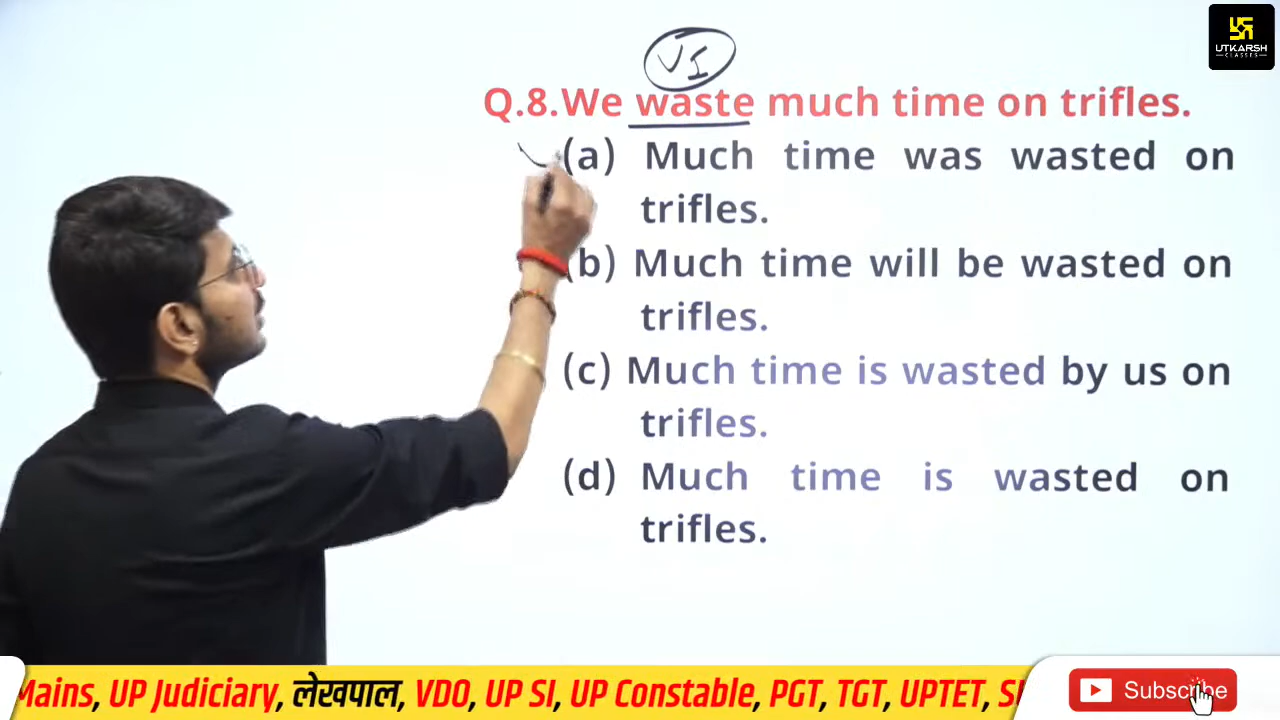 UTKARSH
CLASSES
V1
Q.8.We waste much time on trifles.
(a) Much time was wasted on
trifles.
(b) Much time will be wasted on
trifles.
(c) Much time is wasted by us on
trifles.
(d) Much time is wasted on
trifles.
Mains, UP Judiciary, लेखपाल, VDO, UP SI, UP Constable, PGT, TGT, UPTET,
Subscribe